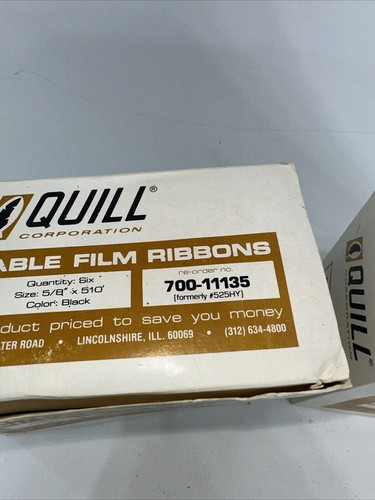 QUILL®
CORPORATION
ABLE FILM RIBBONS
Quantity: Six
Size: 5/8" x 510'
Color: Black
re-order no.
700-11135
(formerly #525HY)
duct priced to save you money
TER ROAD • LINCOLNSHIRE, ILL. 60069 • (312) 634-4800
QUILL®
CORPORATION